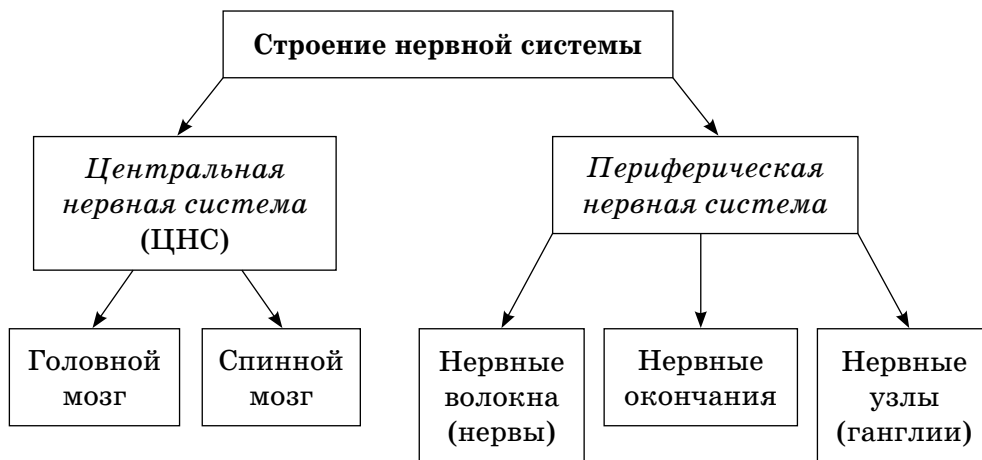 Строение нервной системы
Центральная
нервная система
(ЦНС)
Периферическая
нервная система
Головной
мозг
Спинной
мозг
Нервные
волокна
(нервы)
Нервные
окончания
Нервные
узлы
(ганглии)